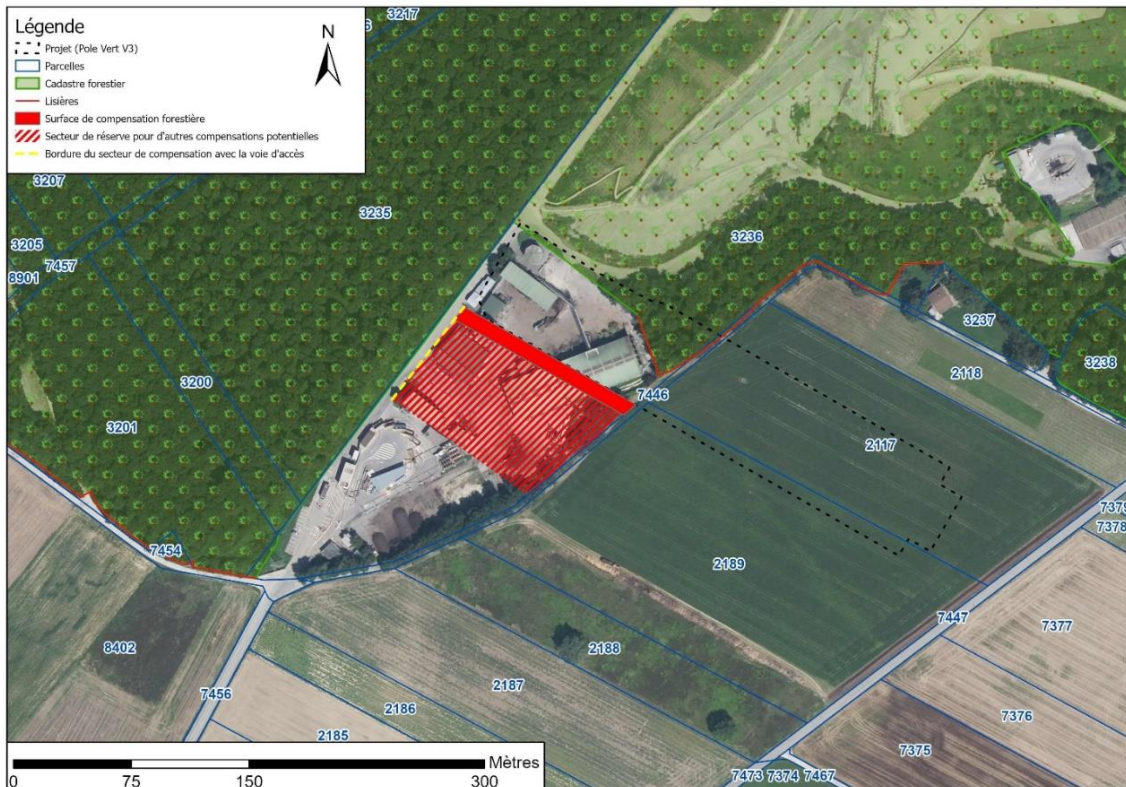 Légende
Projet (Pole Vert V3)
Parcelles
Cadastre forestier
Lisières
Surface de compensation forestière
Secteur de réserve pour d'autres compensations potentielles
Bordure du secteur de compensation avec la voie d'accès
N
3217
3207
3235
3205
7457
8901
3236
3200
3237
3238
3201
2118
7446
2117
7379
7378
7454
2189
7447
7377
8402
2188
2187
7456
2186
7376
2185
7375
Mètres
0 75 150 300
7473 7374 7467